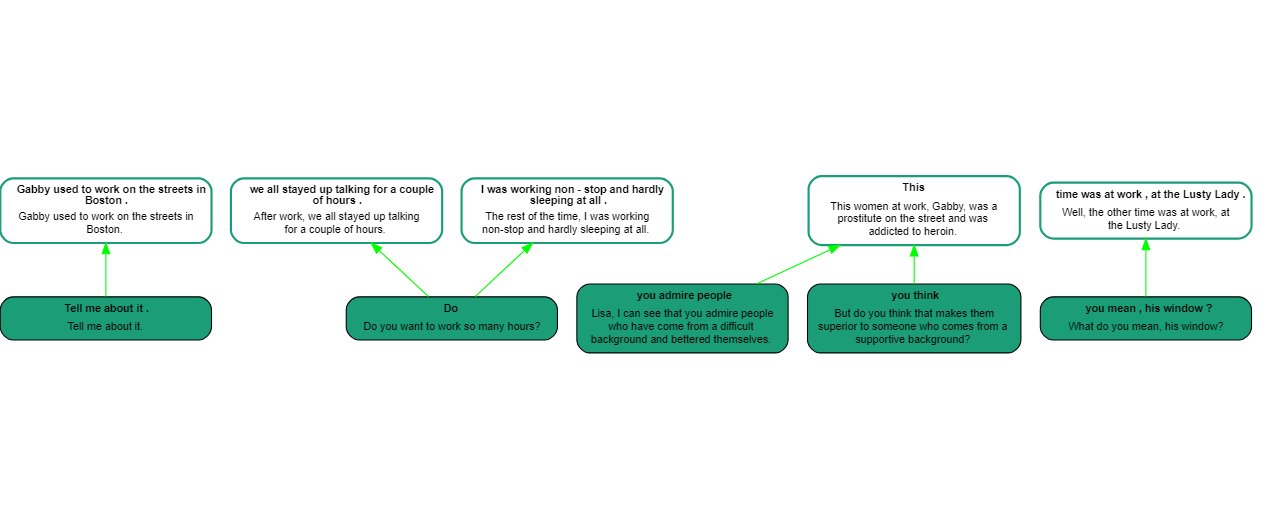 Gabby used to work on the streets in
Boston .
Gabby used to work on the streets in
Boston.
we all stayed up talking for a couple
of hours .
After work, we all stayed up talking
for a couple of hours.
I was working non - stop and hardly
sleeping at all .
The rest of the time, I was working
non-stop and hardly sleeping at all.
This
This women at work, Gabby, was a
prostitute on the street and was
addicted to heroin.
time was at work , at the Lusty Lady .
Well, the other time was at work, at
the Lusty Lady.
Tell me about it .
Tell me about it.
Do
Do you want to work so many hours?
you admire people
Lisa, I can see that you admire people
who have come from a difficult
background and bettered themselves.
you think
But do you think that makes them
superior to someone who comes from a
supportive background?
you mean , his window ?
What do you mean, his window?